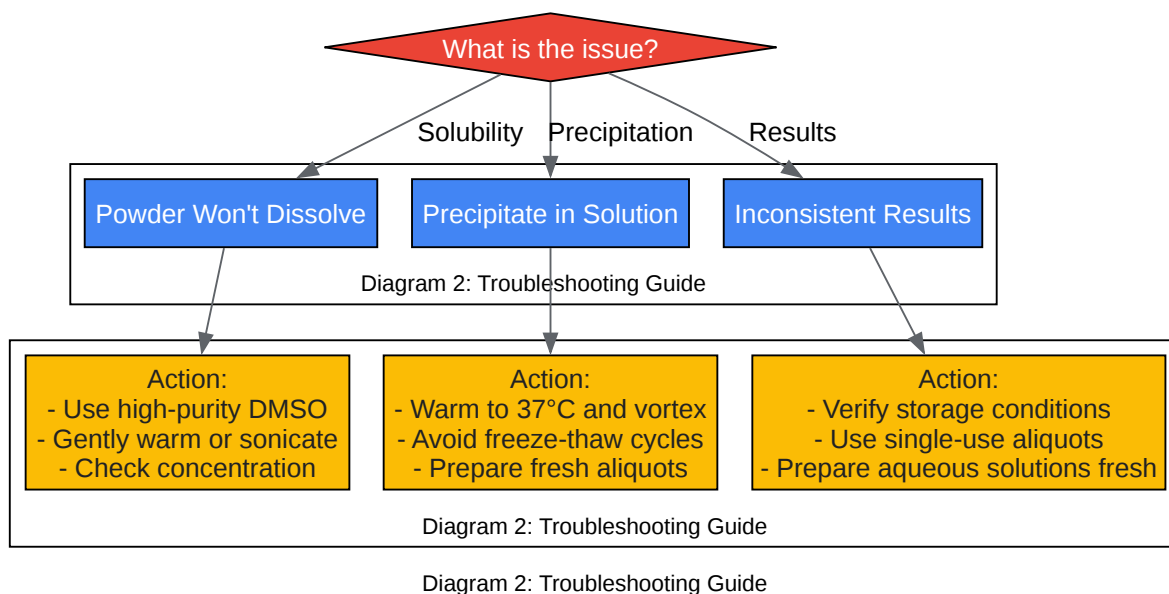 What is the issue?
Solubility
Precipitation
Results
Powder Won't Dissolve
Precipitate in Solution
Inconsistent Results
Diagram 2: Troubleshooting Guide
Action:
- Use high-purity DMSO
- Gently warm or sonicate
- Check concentration
Action:
- Warm to 37°C and vortex
- Avoid freeze-thaw cycles
- Prepare fresh aliquots
Action:
- Verify storage conditions
- Use single-use aliquots
- Prepare aqueous solutions fresh
Diagram 2: Troubleshooting Guide
Diagram 2: Troubleshooting Guide